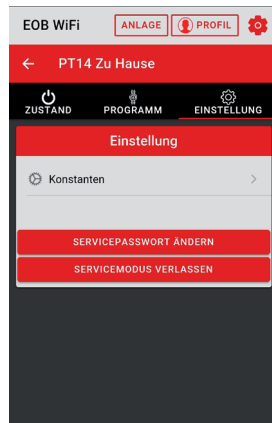 EOB WiFi
ANLAGE
PROFIL
PT14 Zu Hause
ZUSTAND
PROGRAMM
EINSTELLUNG
Einstellung
Konstanten
SERVICEPASSWORT ÄNDERN
SERVICEMODUS VERLASSEN